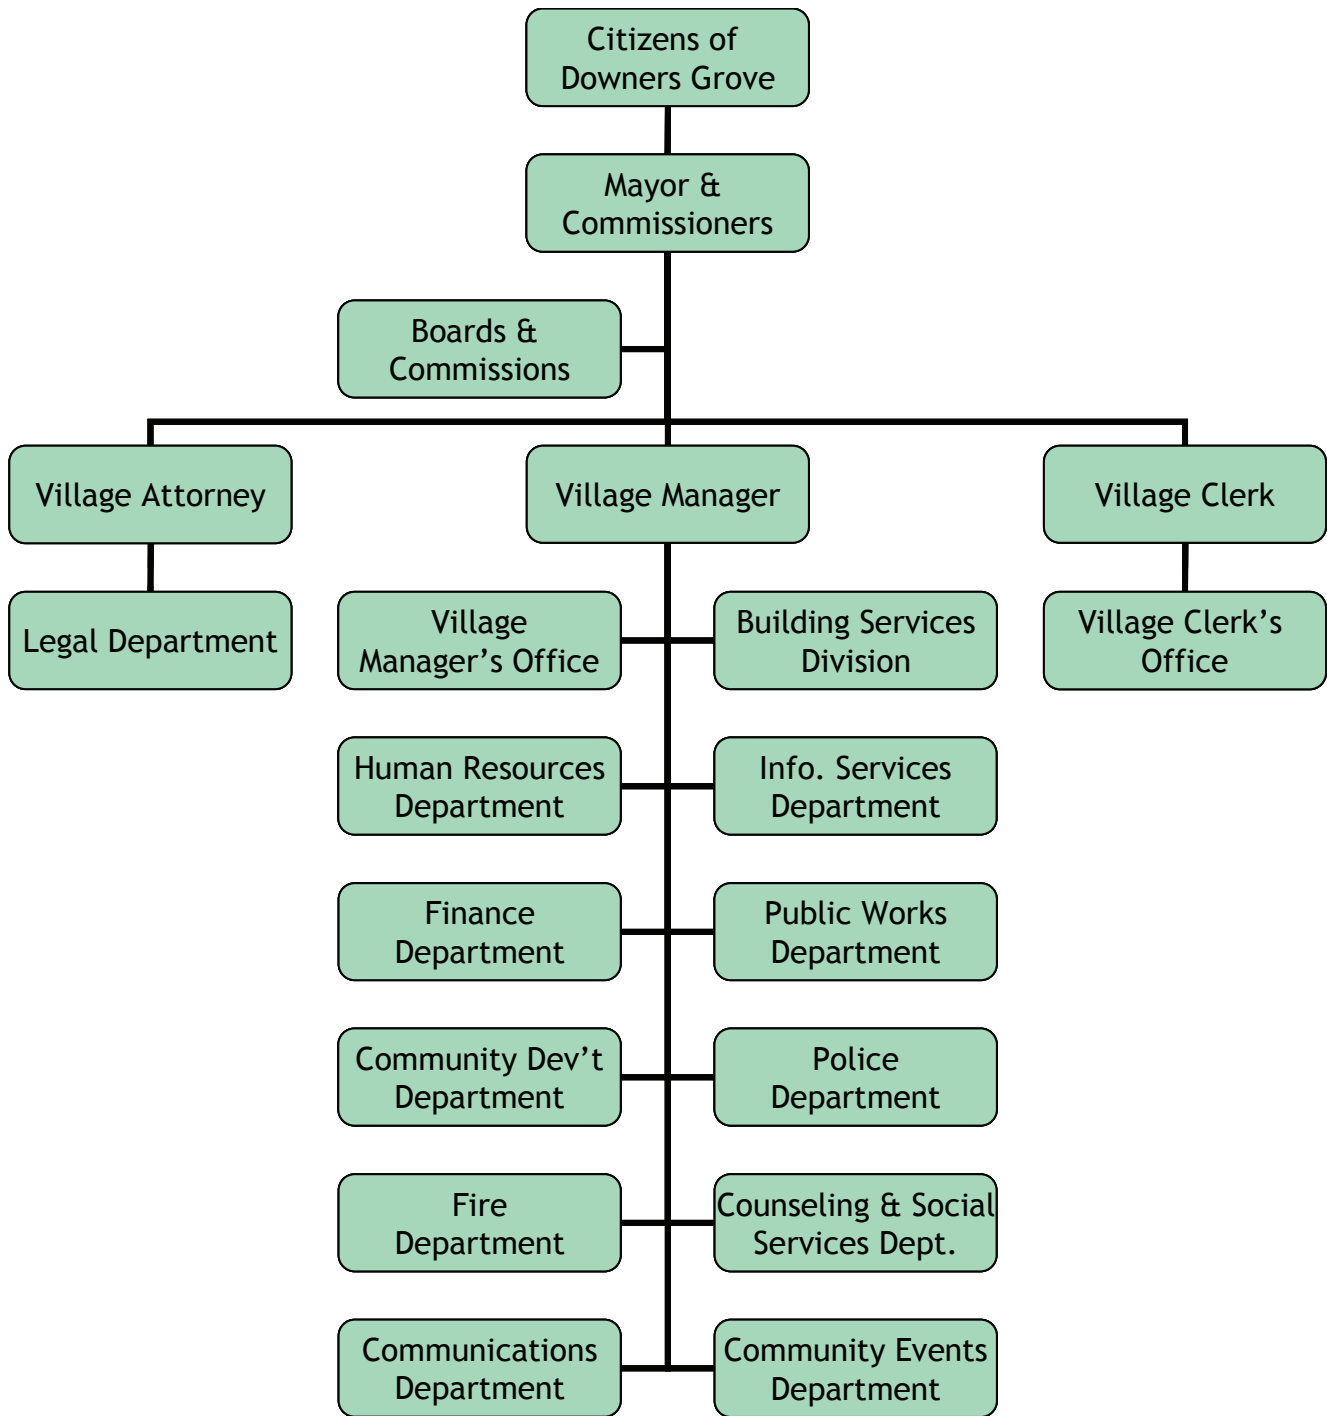 Citizens of
Downers Grove
Mayor &
Commissioners
Boards &
Commissions
Village Attorney
Village Manager
Village Clerk
Legal Department
Village
Manager’s Office
Building Services
Division
Village Clerk’s
Office
Human Resources
Department
Info. Services
Department
Finance
Department
Public Works
Department
Community Dev’t
Department
Police
Department
Fire
Department
Counseling & Social
Services Dept.
Communications
Department
Community Events
Department